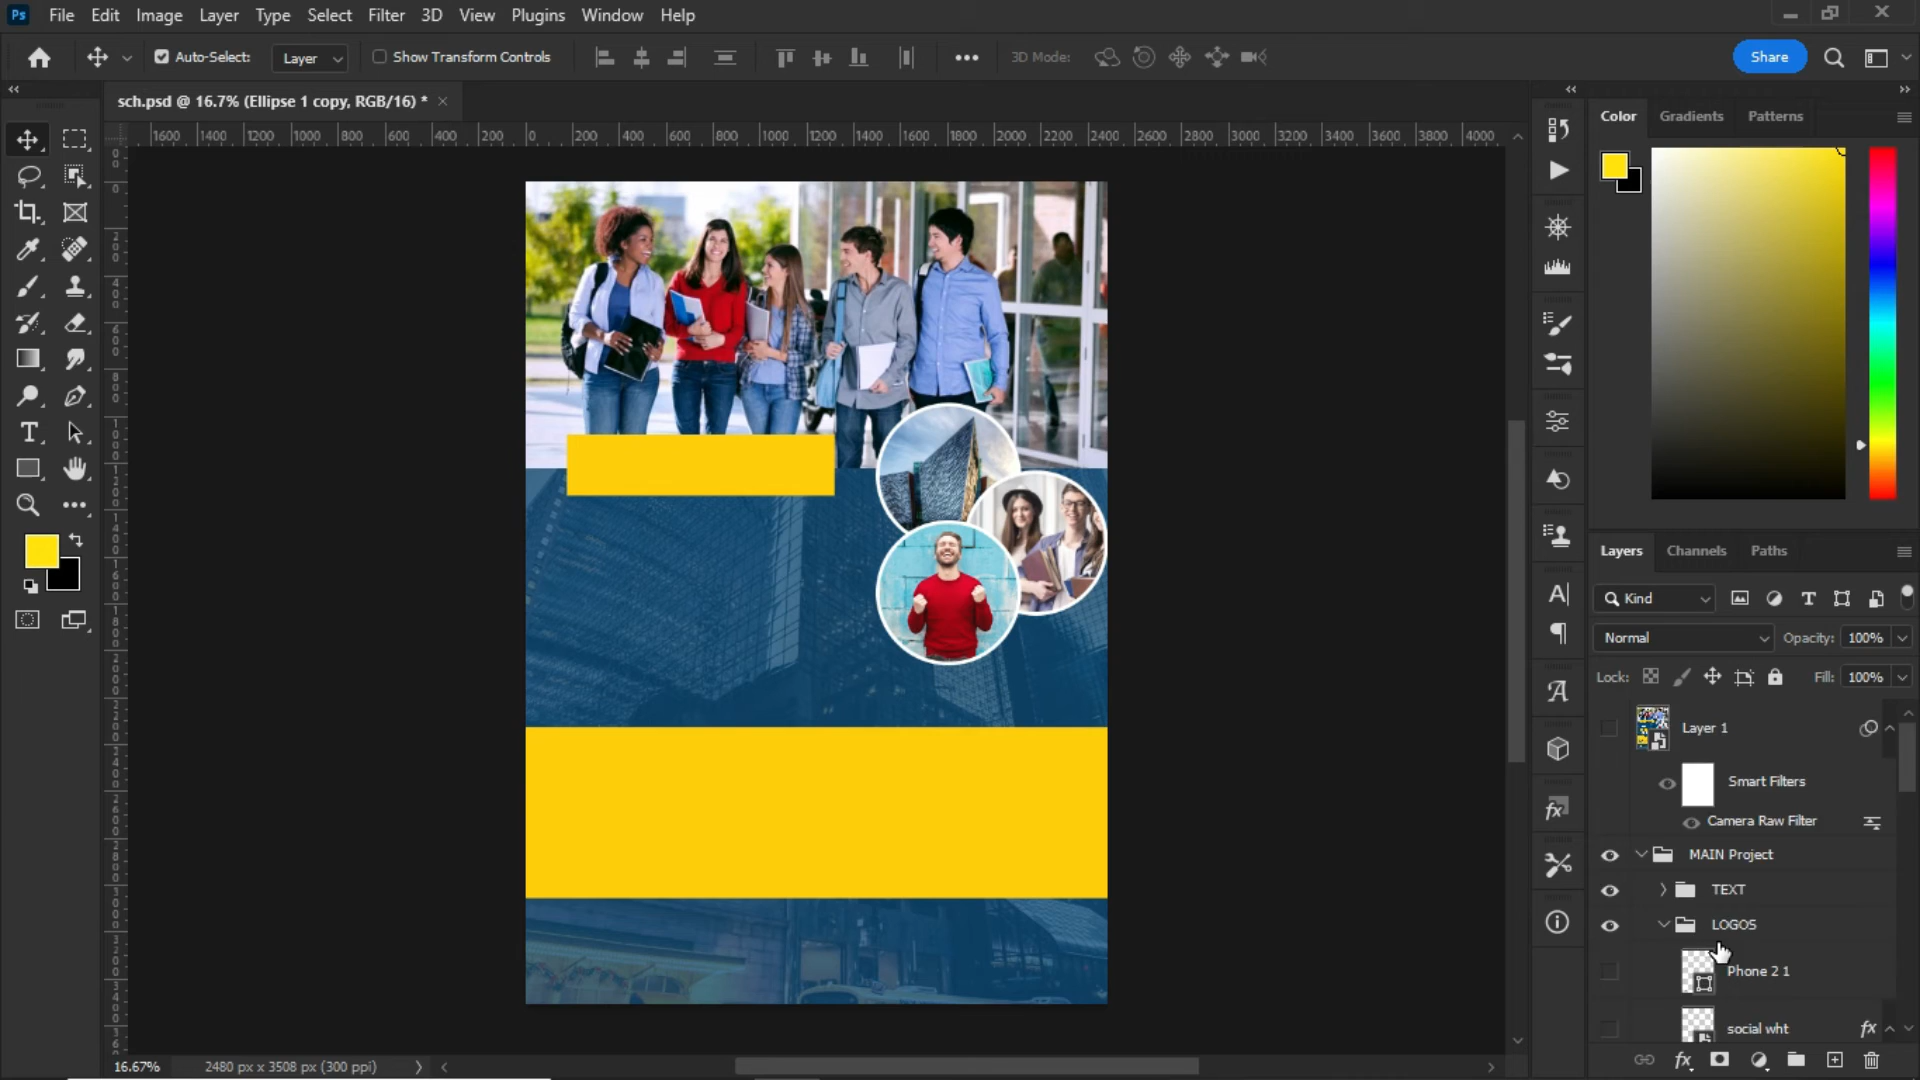 Ps File Edit Image Layer Type Select Filter 3D View Plugins Window Help
Auto-Select: Layer Show Transform Controls 3D Mode: Share
sch.psd @ 16.7% (Ellipse 1 copy, RGB/16) *
1600 1400 1200 1000 800 600 400 200 0 200 400 600 800 1000 1200 1400 1600 1800 2000 2200 2400 2600 2800 3000 3200 3400 3600 3800 4000
Color Gradients Patterns
Layers Channels Paths
Kind
Normal Opacity: 100%
Lock: Fill: 100%
Layer 1
Smart Filters
Camera Raw Filter
MAIN Project
TEXT
LOGOS
Phone 2 1
social wht fx
16.67% 2480 px x 3508 px (300 ppi)